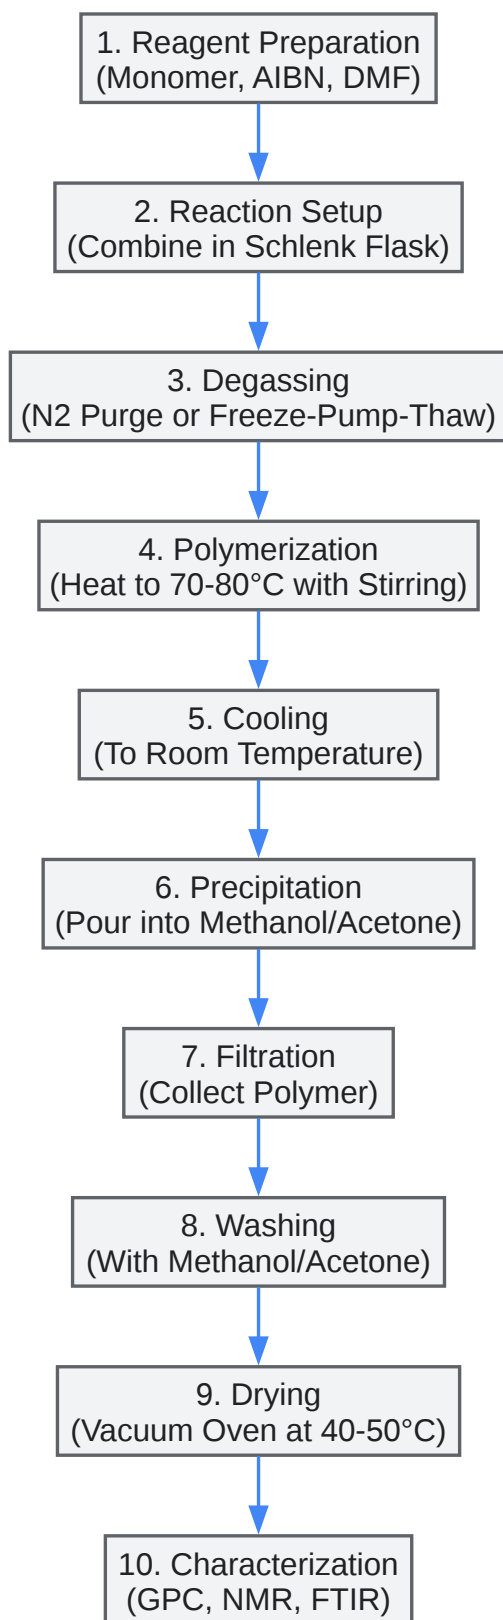 1. Reagent Preparation
(Monomer, AIBN, DMF)
2. Reaction Setup
(Combine in Schlenk Flask)
3. Degassing
(N2 Purge or Freeze-Pump-Thaw)
4. Polymerization
(Heat to 70-80°C with Stirring)
5. Cooling
(To Room Temperature)
6. Precipitation
(Pour into Methanol/Acetone)
7. Filtration
(Collect Polymer)
8. Washing
(With Methanol/Acetone)
9. Drying
(Vacuum Oven at 40-50°C)
10. Characterization
(GPC, NMR, FTIR)